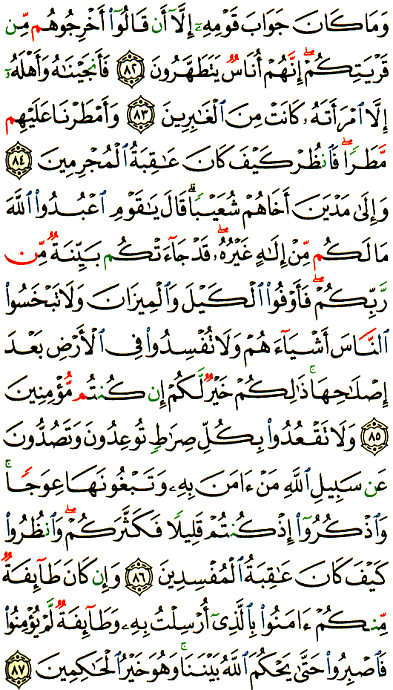 وَمَا كَانَ جَوَابَ قَوْمِهِۦٓ إِلَّآ أَن قَالُوٓاْ أَخْرِجُوهُم مِّن
قَرْيَتِكُمْۖ إِنَّهُمْ أُنَاسٌ يَتَطَهَّرُونَ ۝٨٢ فَأَنجَيْنَٰهُ وَأَهْلَهُۥٓ
إِلَّا ٱمْرَأَتَهُۥ كَانَتْ مِنَ ٱلْغَٰبِرِينَ ۝٨٣ وَأَمْطَرْنَا عَلَيْهِم
مَّطَرًاۖ فَٱنظُرْ كَيْفَ كَانَ عَٰقِبَةُ ٱلْمُجْرِمِينَ ۝٨٤
وَإِلَىٰ مَدْيَنَ أَخَاهُمْ شُعَيْبًاۗ قَالَ يَٰقَوْمِ ٱعْبُدُواْ ٱللَّهَ
مَا لَكُم مِّنْ إِلَٰهٍ غَيْرُهُۥۖ قَدْ جَآءَتْكُم بَيِّنَةٌ مِّن
رَّبِّكُمْۖ فَأَوْفُواْ ٱلْكَيْلَ وَٱلْمِيزَانَ وَلَا تَبْخَسُواْ
ٱلنَّاسَ أَشْيَآءَهُمْ وَلَا تُفْسِدُواْ فِى ٱلْأَرْضِ بَعْدَ
إِصْلَٰحِهَاۚ ذَٰلِكُمْ خَيْرٌ لَّكُمْ إِن كُنتُم مُّؤْمِنِينَ
۝٨٥ وَلَا تَقْعُدُواْ بِكُلِّ صِرَٰطٍ تُوعِدُونَ وَتَصُدُّونَ
عَن سَبِيلِ ٱللَّهِ مَنْ ءَامَنَ بِهِۦ وَتَبْغُونَهَا عِوَجًاۚ
وَٱذْكُرُوٓاْ إِذْ كُنتُمْ قَلِيلًا فَكَثَّرَكُمْۖ وَٱنظُرُواْ
كَيْفَ كَانَ عَٰقِبَةُ ٱلْمُفْسِدِينَ ۝٨٦ وَإِن كَانَ طَآئِفَةٌ
مِّنكُمْ ءَامَنُواْ بِٱلَّذِىٓ أُرْسِلْتُ بِهِۦ وَطَآئِفَةٌ لَّمْ يُؤْمِنُواْ
فَٱصْبِرُواْ حَتَّىٰ يَحْكُمَ ٱللَّهُ بَيْنَنَاۚ وَهُوَ خَيْرُ ٱلْحَٰكِمِينَ ۝٨٧